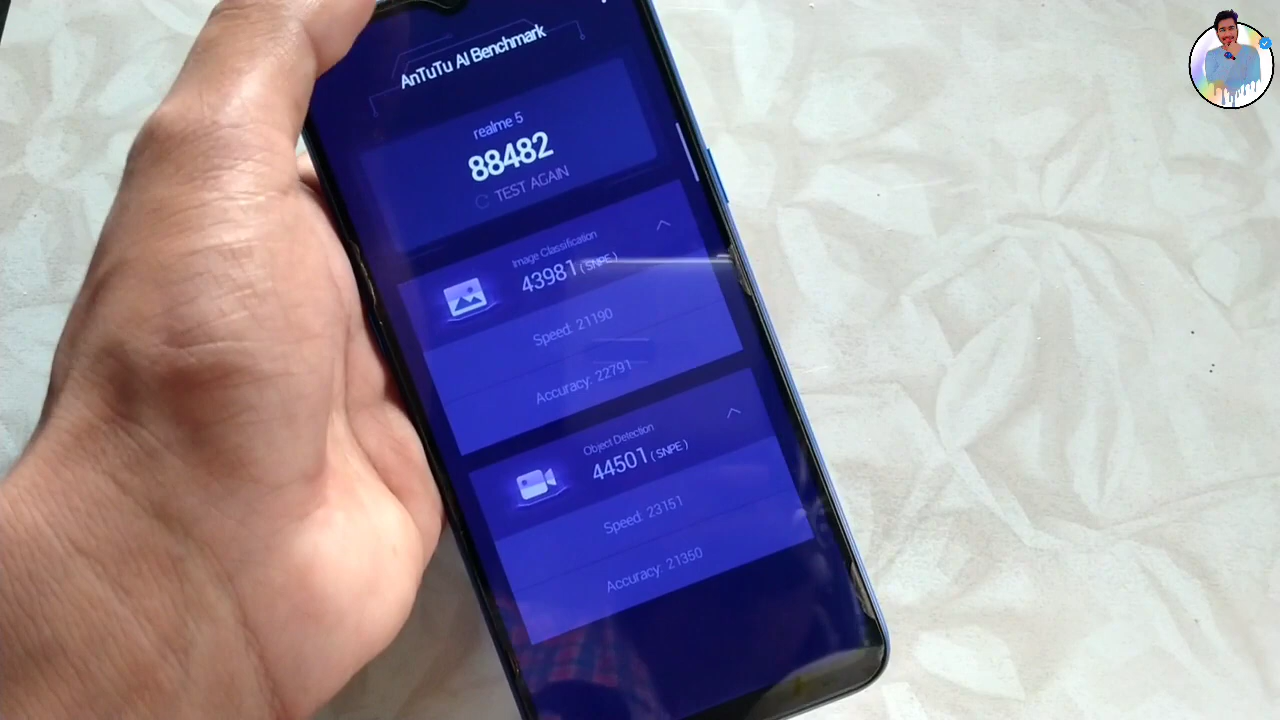 AnTuTu AI Benchmark
realme 5
88482
TEST AGAIN
Image Classification
43981 ( SNPE )
Speed: 21190
Accuracy: 22791
Object Detection
44501 ( SNPE )
Speed: 23151
Accuracy: 21350